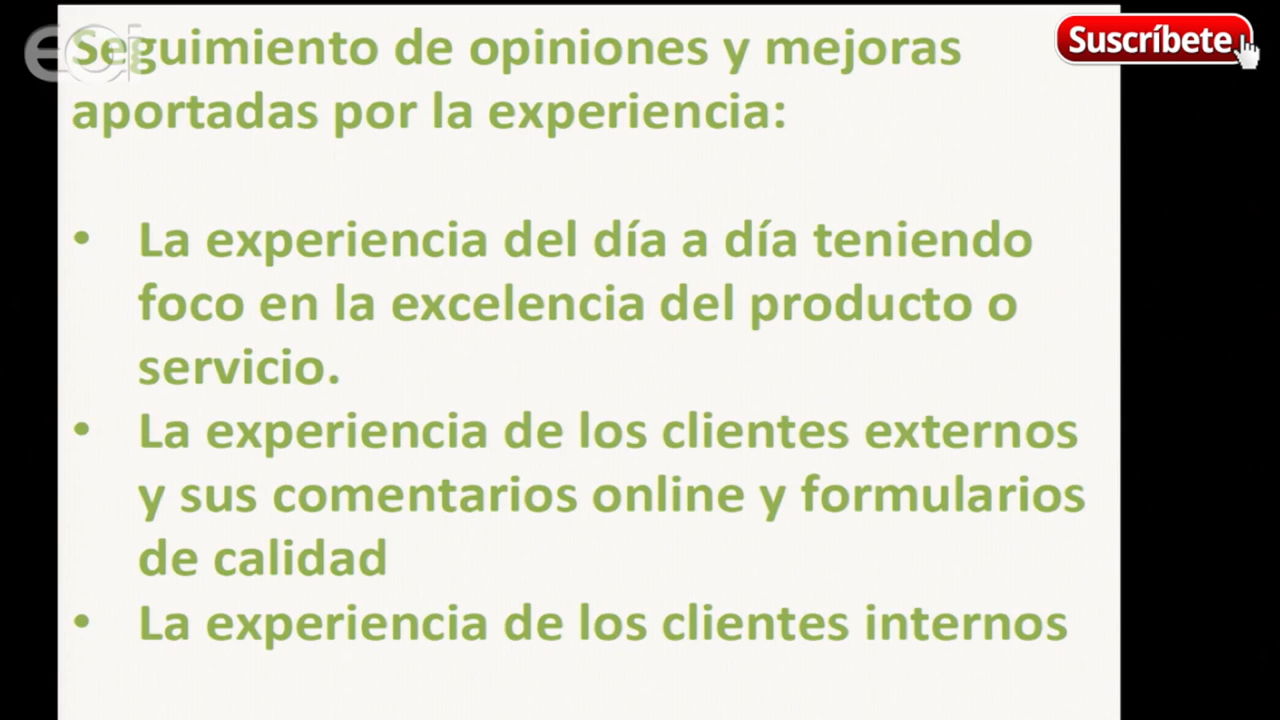 Seguimiento de opiniones y mejoras
aportadas por la experiencia:
• La experiencia del día a día teniendo
foco en la excelencia del producto o
servicio.
• La experiencia de los clientes externos
y sus comentarios online y formularios
de calidad
• La experiencia de los clientes internos
Suscríbete
eoi